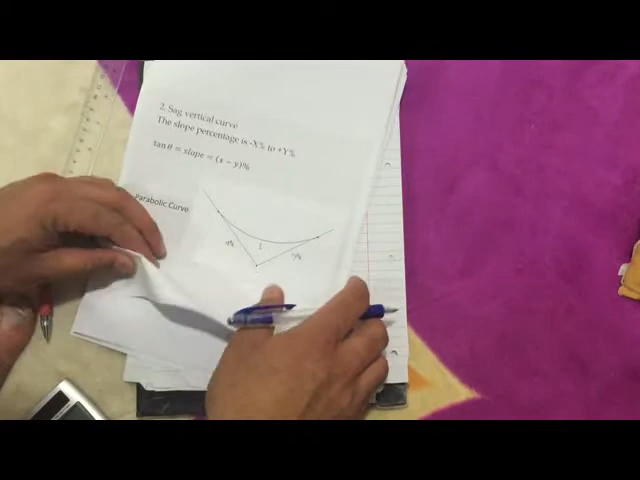 2. Sag vertical curve
The slope percentage is -X% to +Y%
tan θ = slope = (x − y)%
Parabolic Curve